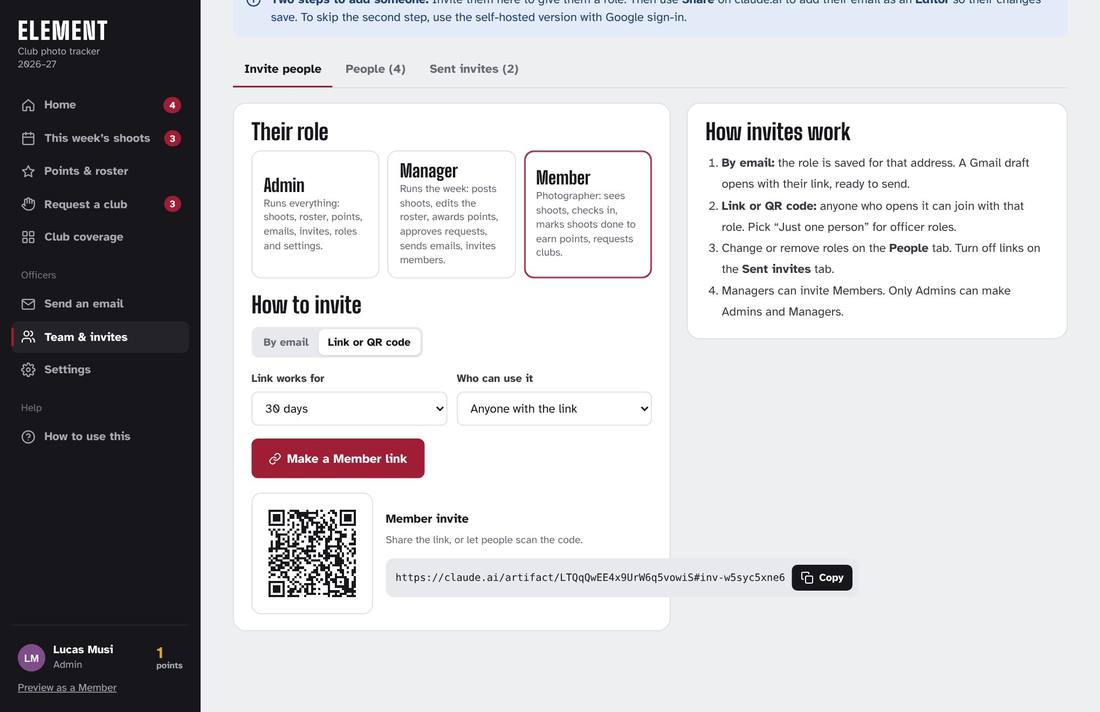 ELEMENT
Club photo tracker
2026–27
Home 4
This week's shoots 3
Points & roster
Request a club 3
Club coverage
Officers
Send an email
Team & invites
Settings
Help
How to use this
LM
Lucas Musi
Admin
1
points
Preview as a Member
Two steps to add someone: Invite them here to give them a role. Then use Share on claude.ai to add their email as an Editor so their changes
save. To skip the second step, use the self-hosted version with Google sign-in.
Invite people People (4) Sent invites (2)
Their role
Admin
Runs everything:
shoots, roster, points,
emails, invites, roles
and settings.
Manager
Runs the week: posts
shoots, edits the
roster, awards points,
approves requests,
sends emails, invites
members.
Member
Photographer: sees
shoots, checks in,
marks shoots done to
earn points, requests
clubs.
How to invite
By email Link or QR code
Link works for
30 days
Who can use it
Anyone with the link
Make a Member link
Member invite
Share the link, or let people scan the code.
https://claude.ai/artifact/LTQqQwEE4x9UrW6q5vowiS#inv-w5syc5xne6 Copy
How invites work
1. By email: the role is saved for that address. A Gmail draft
opens with their link, ready to send.
2. Link or QR code: anyone who opens it can join with that
role. Pick “Just one person” for officer roles.
3. Change or remove roles on the People tab. Turn off links on
the Sent invites tab.
4. Managers can invite Members. Only Admins can make
Admins and Managers.